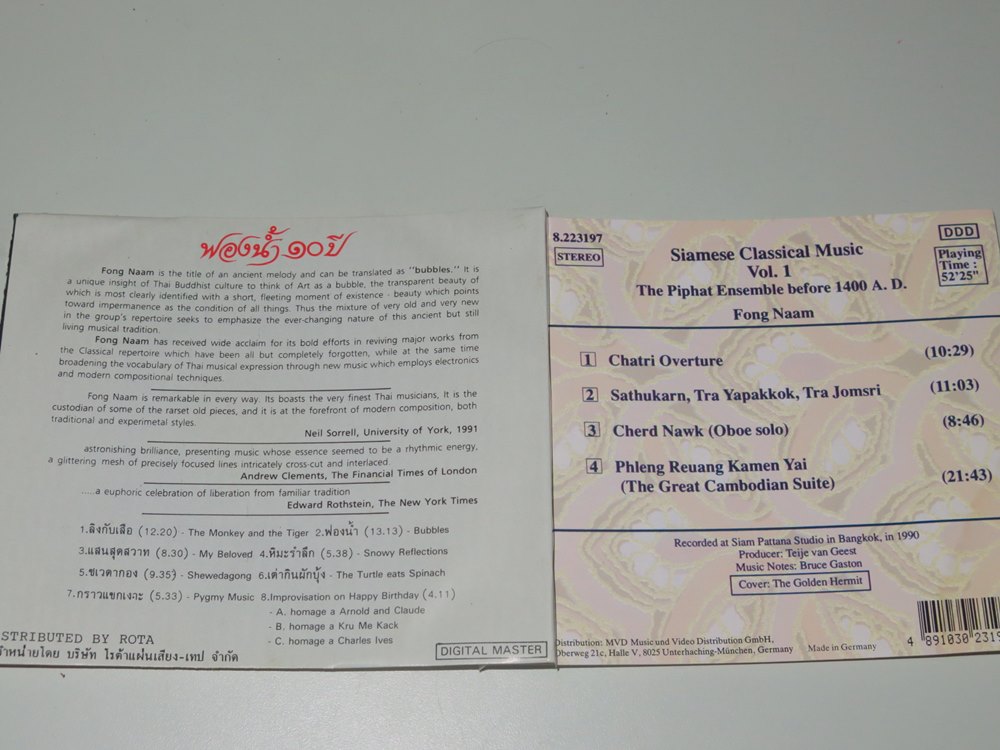 ฟองน้ำ ๑๐ ปี
Fong Naam is the title of an ancient melody and can be translated as "bubbles." It is
a unique insight of Thai Buddhist culture to think of Art as a bubble, the transparent beauty of
which is most clearly identified with a short, fleeting moment of existence - beauty which points
toward impermanence as the condition of all things. Thus the mixture of very old and very new
in the group's repertoire seeks to emphasize the ever-changing nature of this ancient but still
living musical tradition.
Fong Naam has received wide acclaim for its bold efforts in reviving major works from
the Classical repertoire which have been all but completely forgotten, while at the same time
broadening the vocabulary of Thai musical expression through new music which employs electronics
and modern compositional techniques.
Fong Naam is remarkable in every way. Its boasts the very finest Thai musicians, It is the
custodian of some of the rarset old pieces, and it is at the forefront of modern composition, both
traditional and experimetal styles.
Neil Sorrell, University of York, 1991
astonishing brilliance, presenting music whose essence seemed to be a rhythmic energy,
a glittering mesh of precisely focused lines intricately cross-cut and interlaced.
Andrew Clements, The Financial Times of London
.....a euphoric celebration of liberation from familiar tradition
Edward Rothstein, The New York Times
1.ลิงกับเสือ (12.20) - The Monkey and the Tiger 2.ฟองน้ำ (13.13) - Bubbles
3.แสนสุดสวาท (8.30) - My Beloved 4.หิมะรำลึก (5.38) - Snowy Reflections
5.ชเวดากอง (9.35) - Shewedagong 6.เต่ากินผักบุ้ง - The Turtle eats Spinach
7.กราวแขกเงาะ (5.33) - Pygmy Music 8.Improvisation on Happy Birthday (4.11)
- A. homage a Arnold and Claude
- B. homage a Kru Me Kack
- C. homage a Charles Ives
STRIBUTED BY ROTA
จำหน่ายโดย บริษัท โรต้าแผ่นเสียง-เทป จำกัด
DIGITAL MASTER
8.223197
STEREO
DDD
Playing
Time :
52'25"
Siamese Classical Music
Vol. 1
The Piphat Ensemble before 1400 A. D.
Fong Naam
1 Chatri Overture (10:29)
2 Sathukarn, Tra Yapakkok, Tra Jomsri (11:03)
3 Cherd Nawk (Oboe solo) (8:46)
4 Phleng Reuang Kamen Yai
(The Great Cambodian Suite) (21:43)
Recorded at Siam Pattana Studio in Bangkok, in 1990
Producer: Teije van Geest
Music Notes: Bruce Gaston
Cover: The Golden Hermit
Distribution: MVD Music und Video Distribution GmbH,
Oberweg 21c, Halle V, 8025 Unterhaching-München, Germany
Made in Germany
4 891030 2319